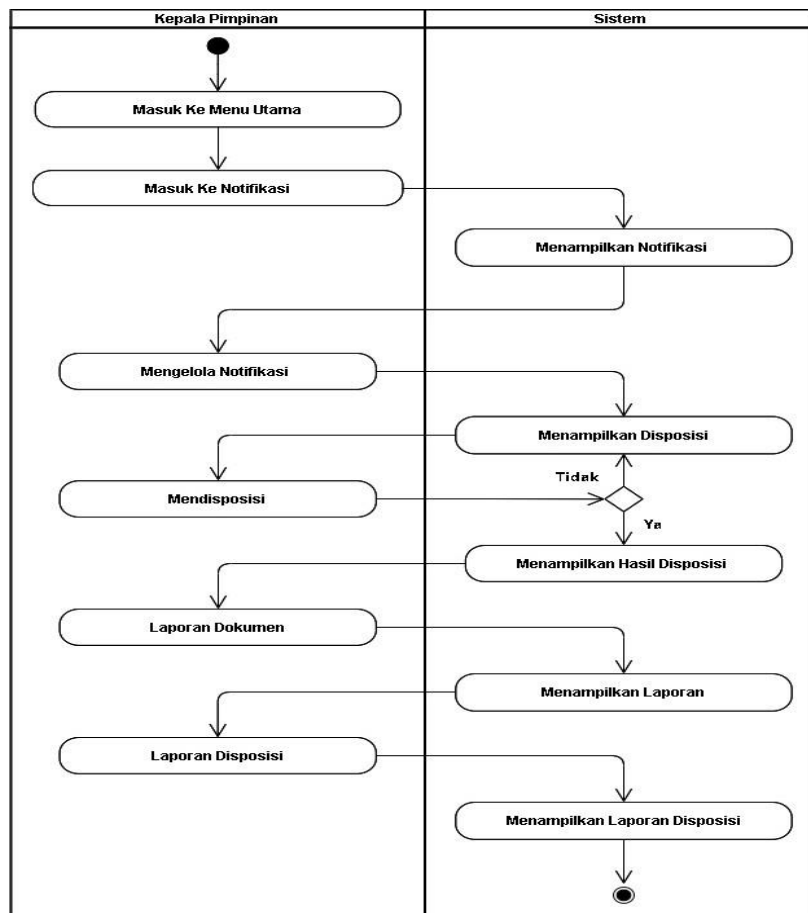 Kepala Pimpinan
Sistem
Masuk Ke Menu Utama
Masuk Ke Notifikasi
Menampilkan Notifikasi
Mengelola Notifikasi
Menampilkan Disposisi
Tidak
Mendisposisi
Ya
Menampilkan Hasil Disposisi
Laporan Dokumen
Menampilkan Laporan
Laporan Disposisi
Menampilkan Laporan Disposisi